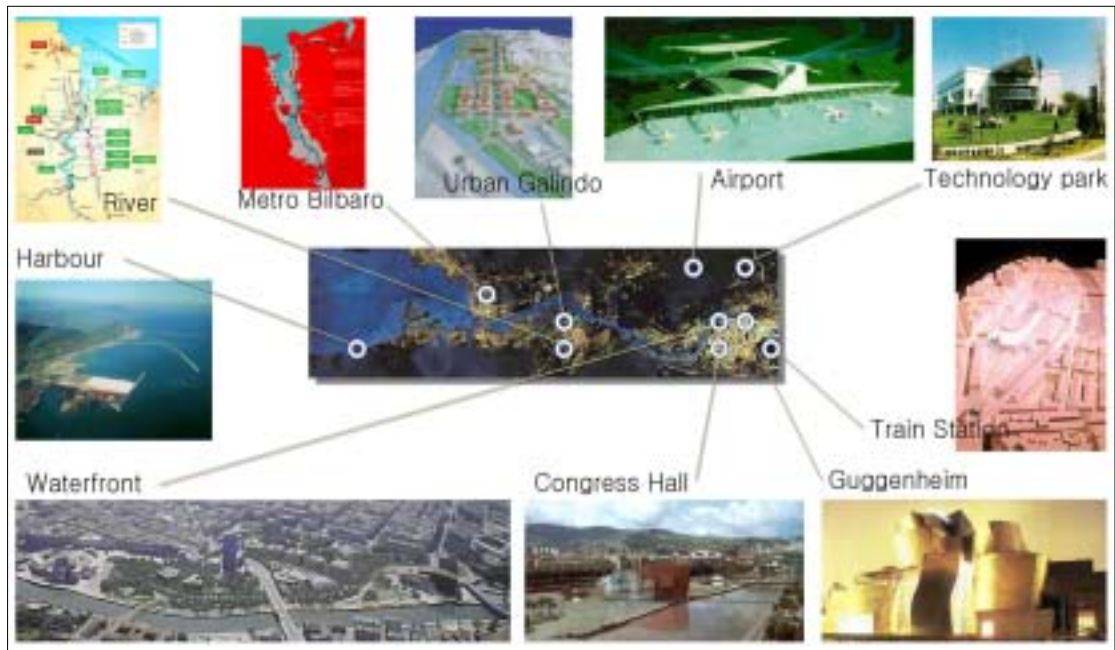 River
Metro Bilbaro
Urban Galindo
Airport
Technology park
Harbour
Train Station
Waterfront
Congress Hall
Guggenheim